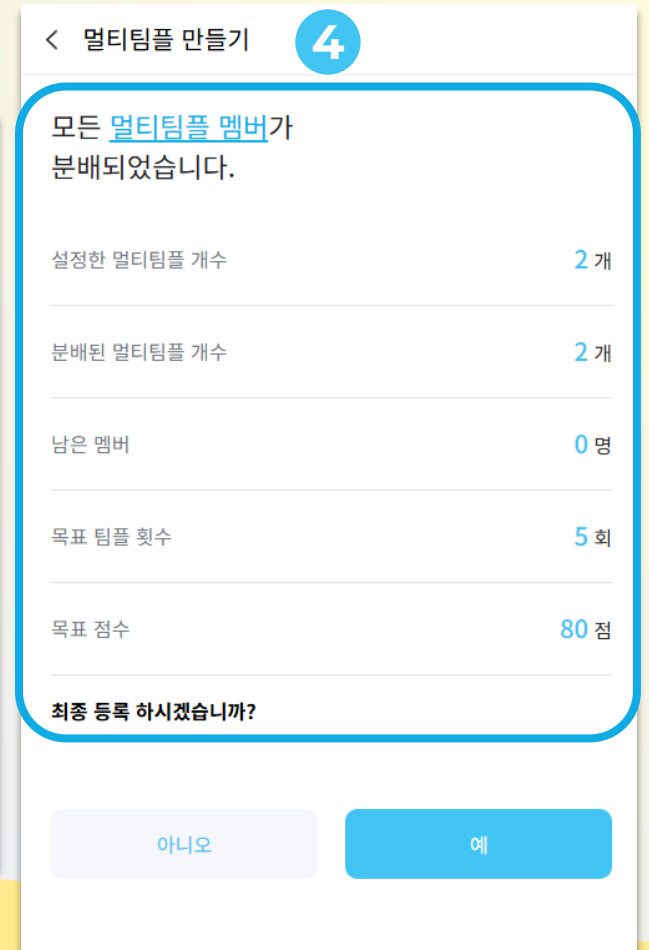 멀티팀플 만들기 4
모든 멀티팀플 멤버가
분배되었습니다.
설정한 멀티팀플 개수 2 개
분배된 멀티팀플 개수 2 개
남은 멤버 0 명
목표 팀플 횟수 5 회
목표 점수 80 점
최종 등록 하시겠습니까?
아니오 예